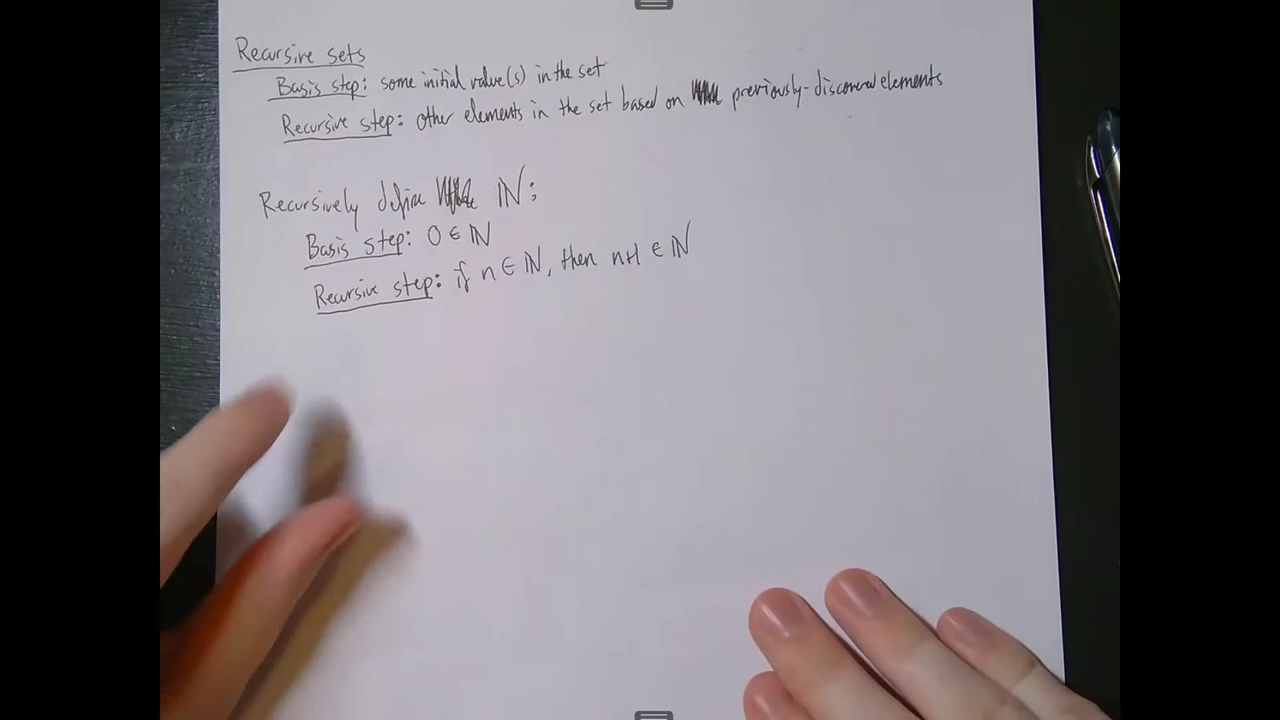 Recursive sets
Basis step: some initial value(s) in the set
Recursive step: other elements in the set based on previously-discovered elements
Recursively define ℕ:
Basis step: 0 ∈ ℕ
Recursive step: if n ∈ ℕ, then n+1 ∈ ℕ